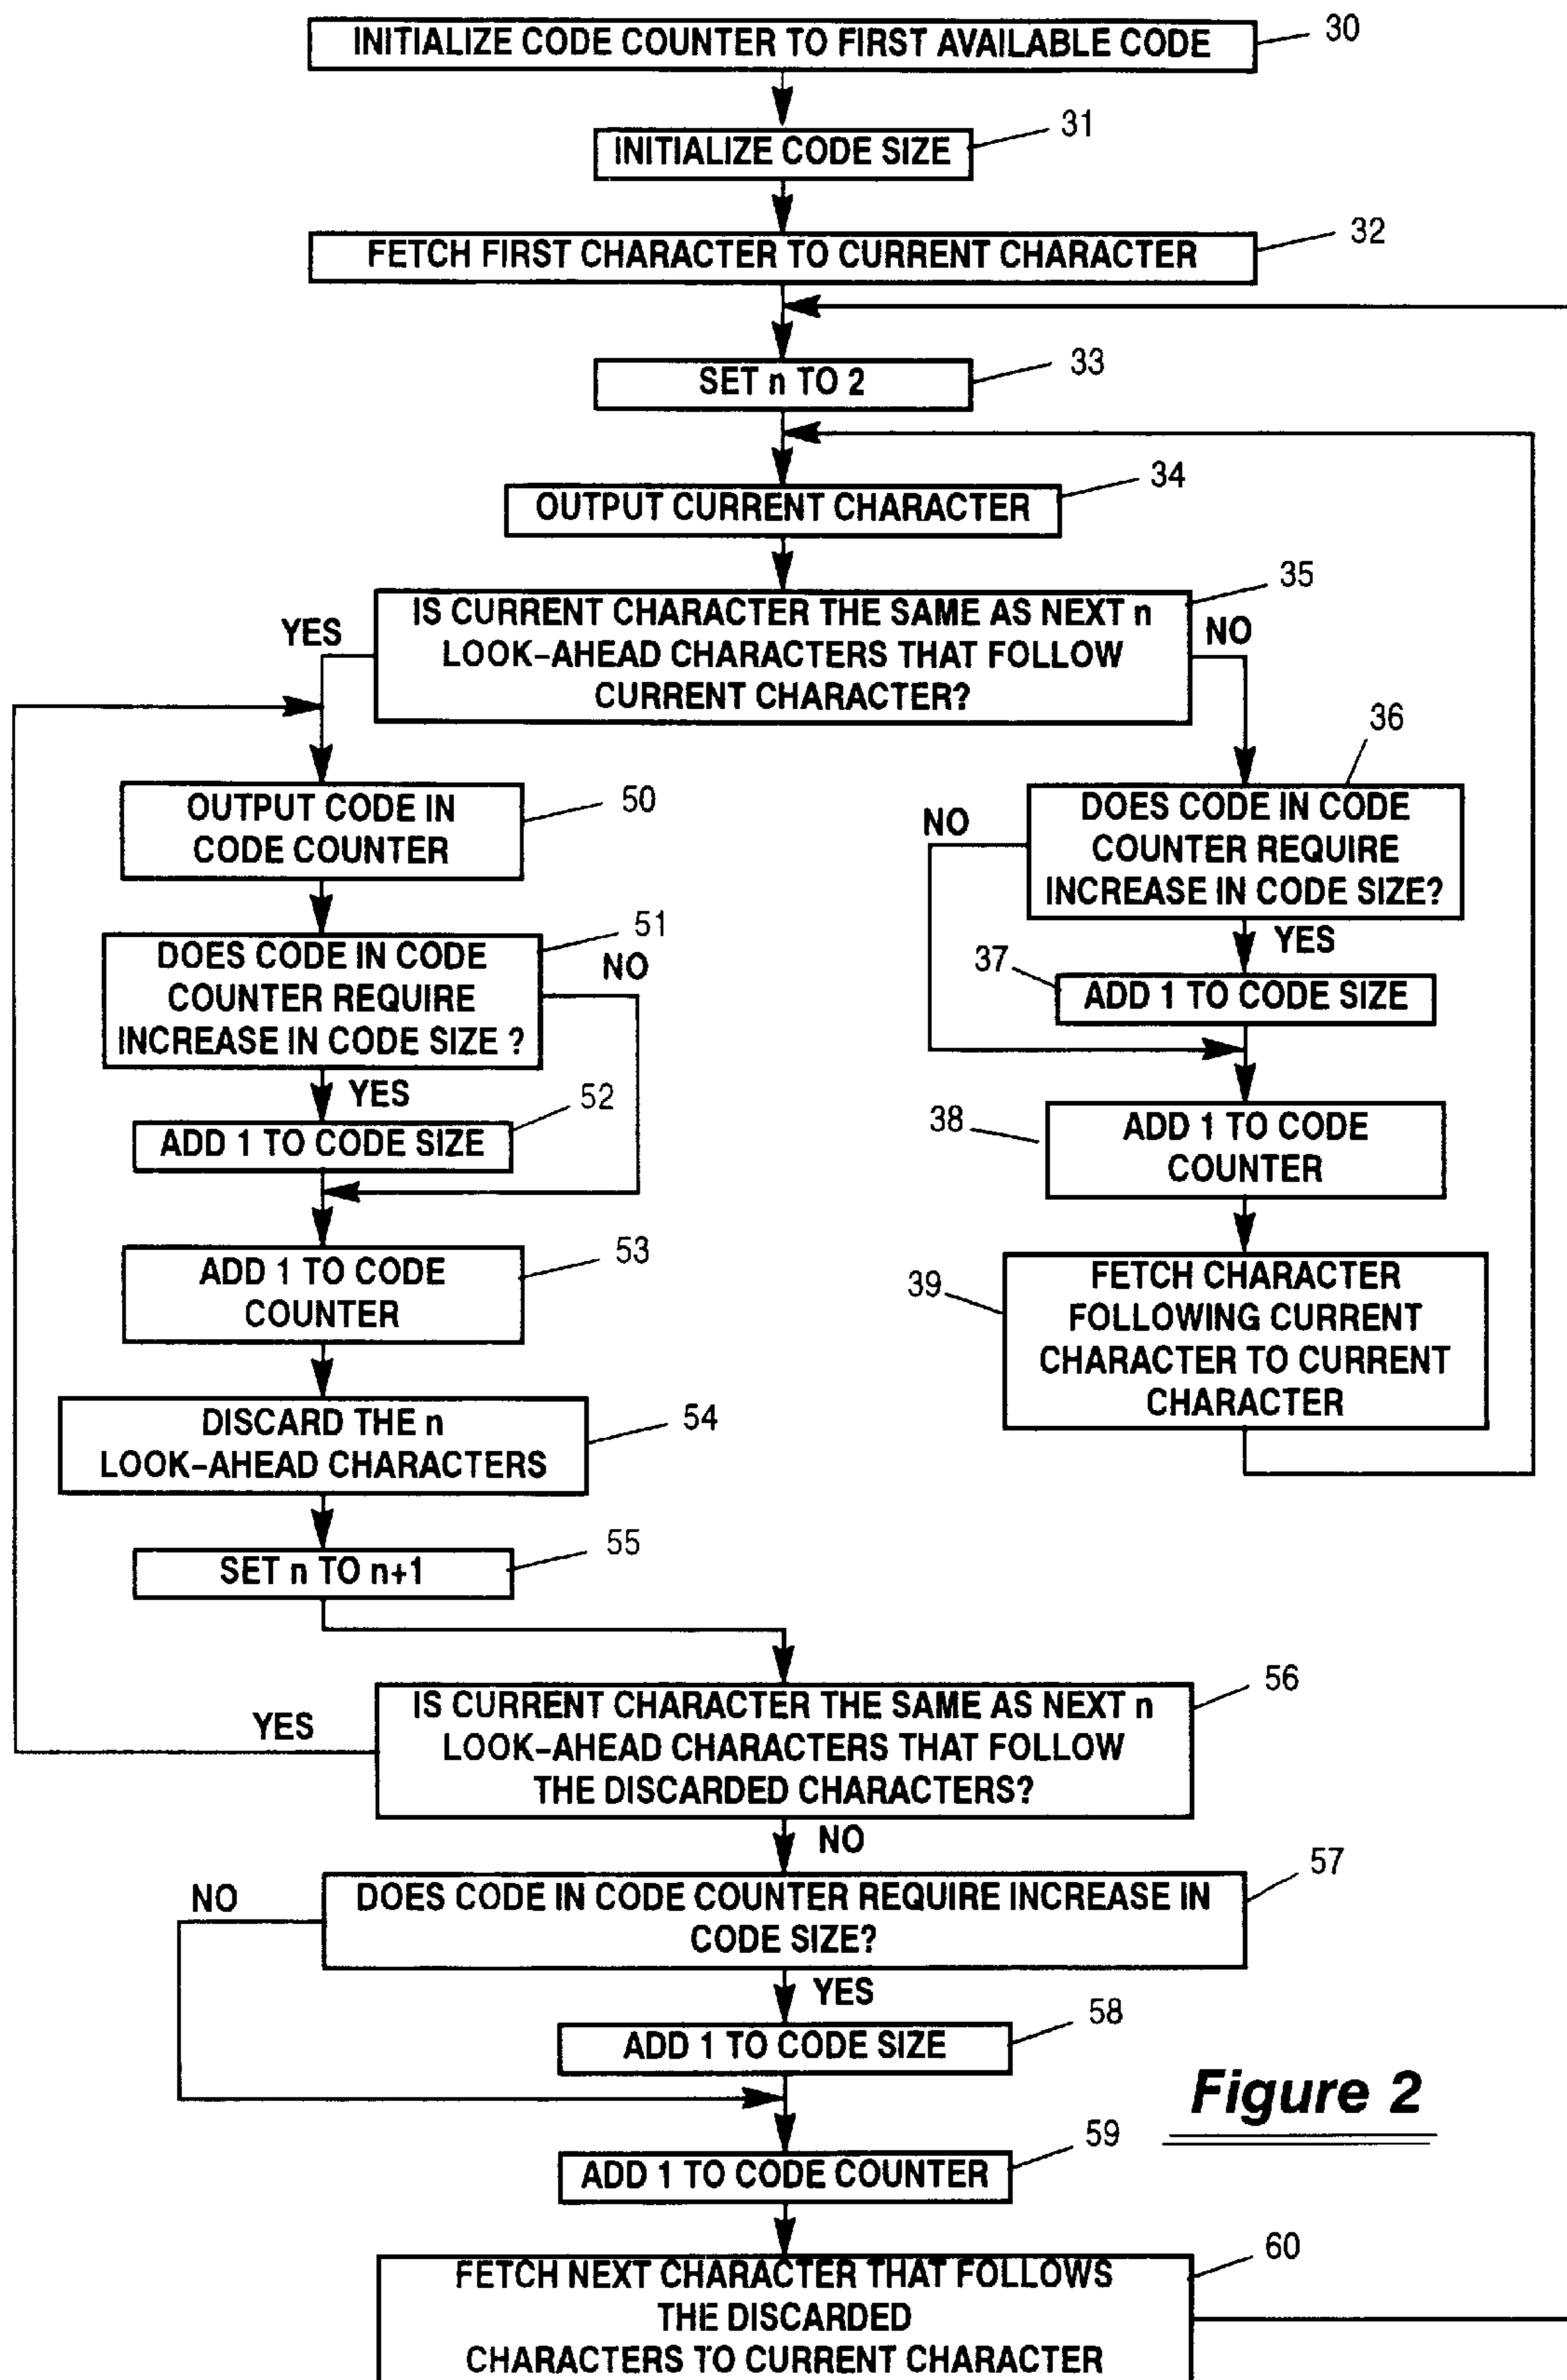 INITIALIZE CODE COUNTER TO FIRST AVAILABLE CODE
30
INITIALIZE CODE SIZE
31
FETCH FIRST CHARACTER TO CURRENT CHARACTER
32
SET n TO 2
33
OUTPUT CURRENT CHARACTER
34
IS CURRENT CHARACTER THE SAME AS NEXT n
LOOK-AHEAD CHARACTERS THAT FOLLOW
CURRENT CHARACTER?
35
YES
NO
36
DOES CODE IN CODE
COUNTER REQUIRE
INCREASE IN CODE SIZE?
NO
YES
37
ADD 1 TO CODE SIZE
38
ADD 1 TO CODE
COUNTER
39
FETCH CHARACTER
FOLLOWING CURRENT
CHARACTER TO CURRENT
CHARACTER
OUTPUT CODE IN
CODE COUNTER
50
DOES CODE IN CODE
COUNTER REQUIRE
INCREASE IN CODE SIZE ?
51
NO
YES
52
ADD 1 TO CODE SIZE
ADD 1 TO CODE
COUNTER
53
DISCARD THE n
LOOK-AHEAD CHARACTERS
54
SET n TO n+1
55
IS CURRENT CHARACTER THE SAME AS NEXT n
LOOK-AHEAD CHARACTERS THAT FOLLOW
THE DISCARDED CHARACTERS?
56
YES
NO
DOES CODE IN CODE COUNTER REQUIRE INCREASE IN
CODE SIZE?
57
NO
YES
ADD 1 TO CODE SIZE
58
ADD 1 TO CODE COUNTER
59
FETCH NEXT CHARACTER THAT FOLLOWS
THE DISCARDED
CHARACTERS TO CURRENT CHARACTER
60
Figure 2